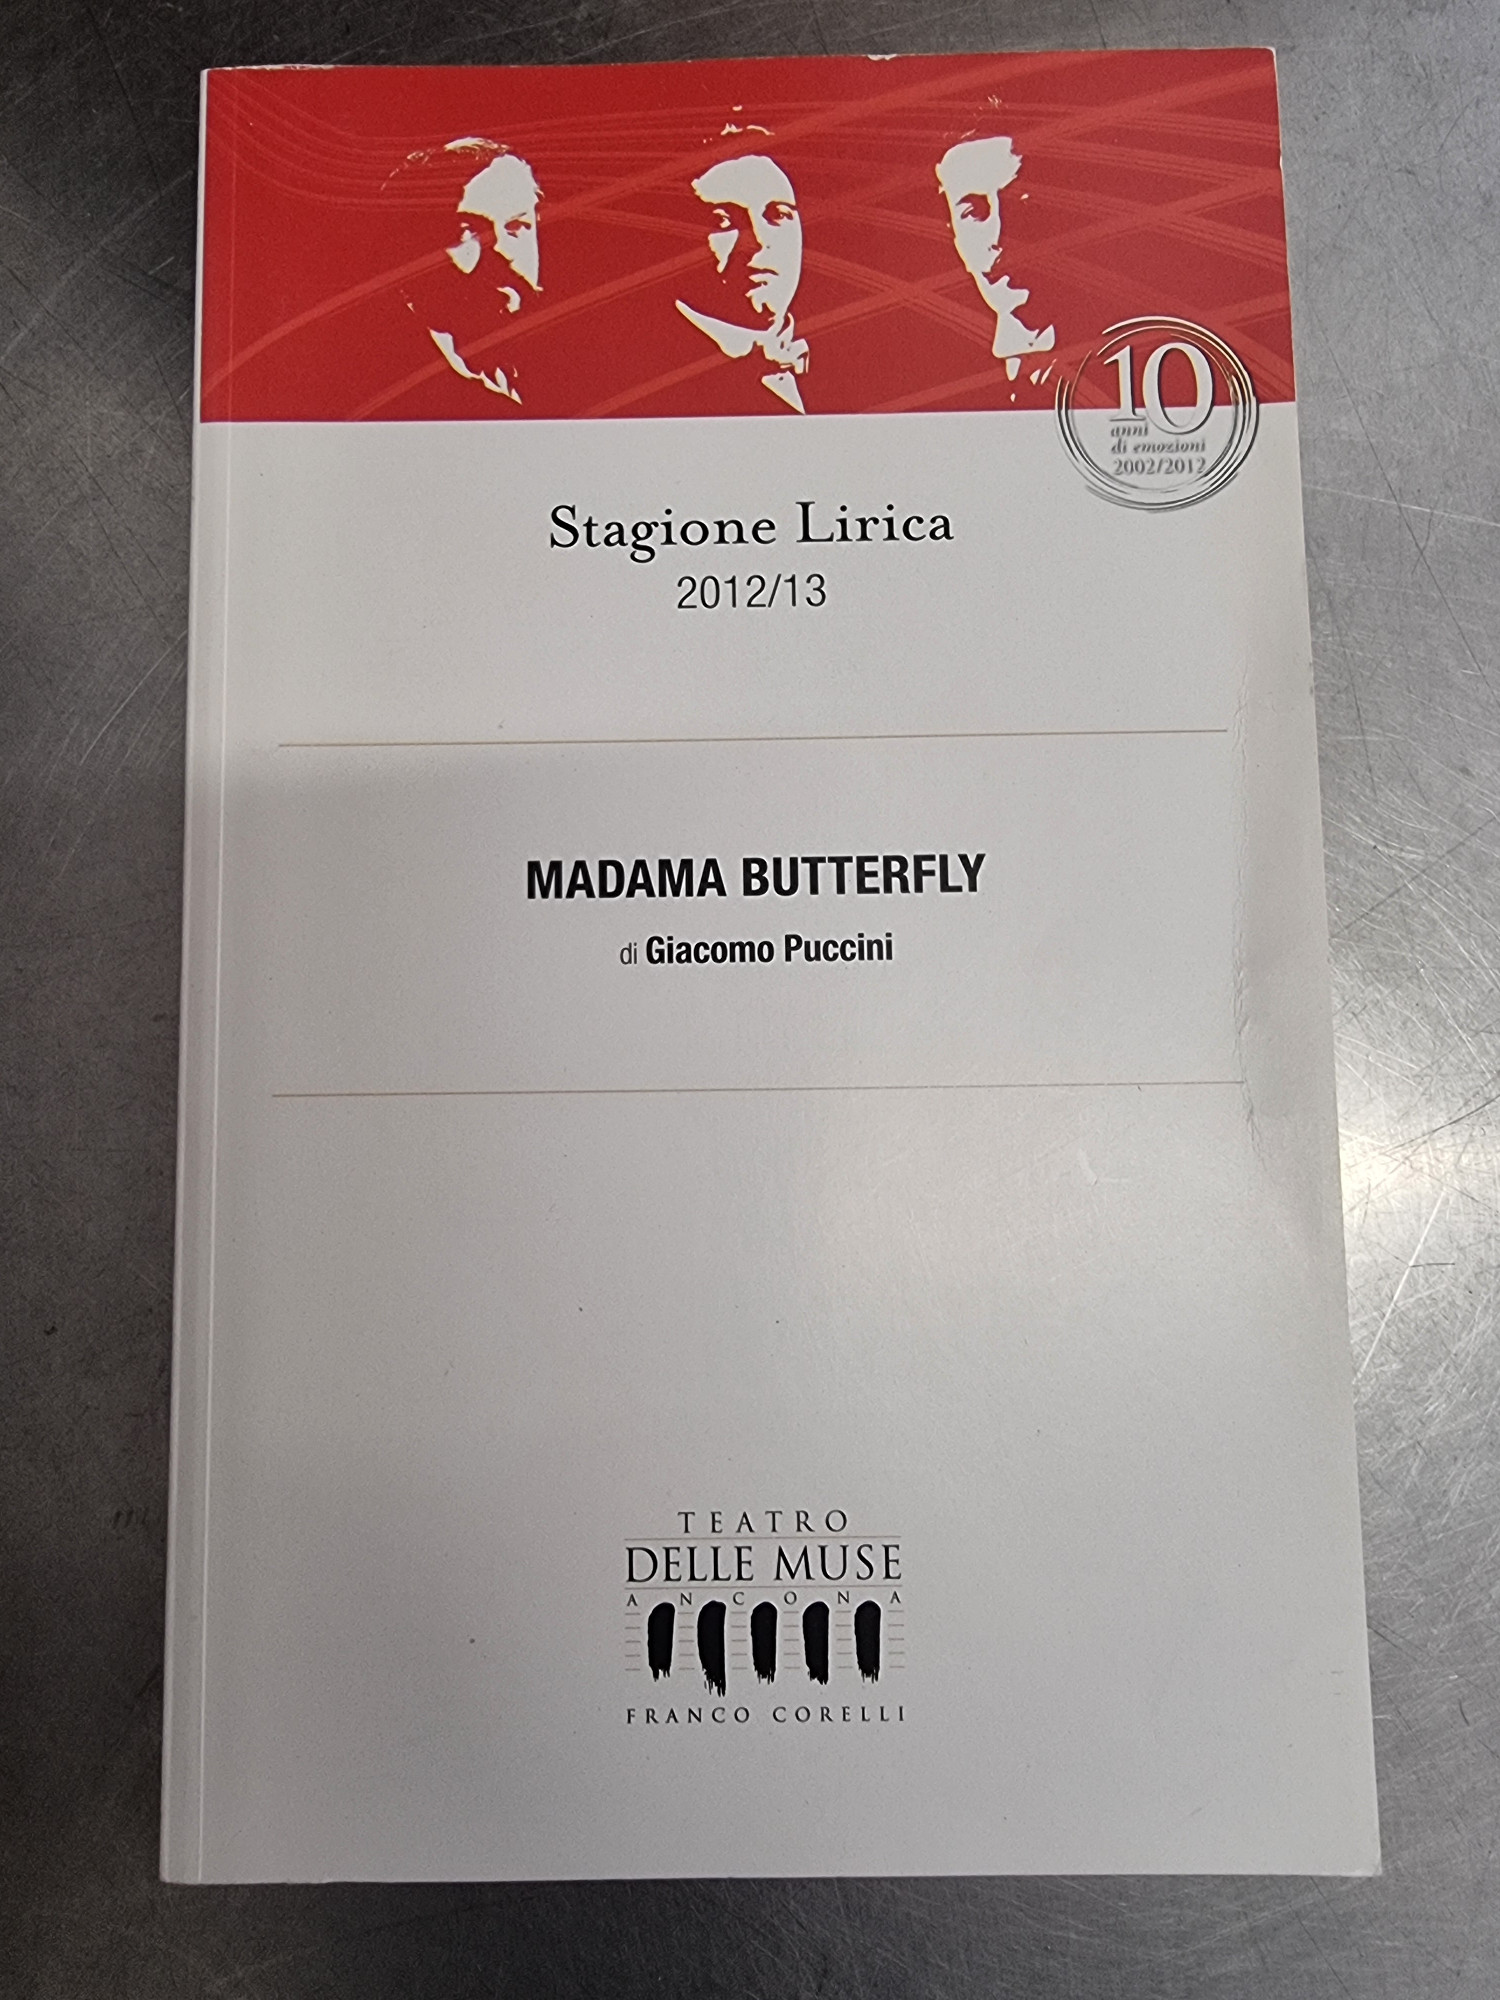 10
anni
di emozioni
2002/2012
Stagione Lirica
2012/13
MADAMA BUTTERFLY
di Giacomo Puccini
TEATRO
DELLE MUSE
ANCONA
FRANCO CORELLI